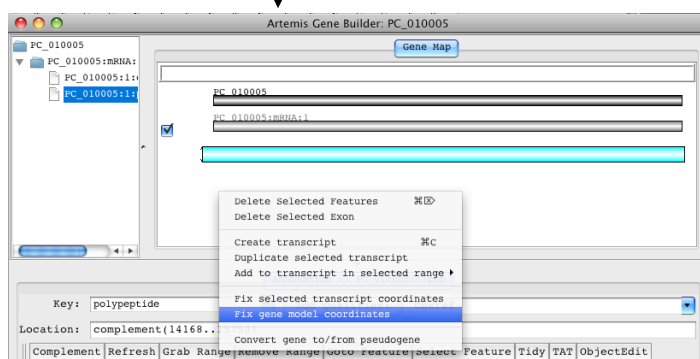 Artemis Gene Builder: PC_010005
PC_010005
PC_010005:mRNA:
PC_010005:1:
PC_010005:1:
Gene Map
PC_010005
PC_010005:mRNA:1
Delete Selected Features ⌘⌦
Delete Selected Exon
Create transcript ⌘C
Duplicate selected transcript
Add to transcript in selected range
Fix selected transcript coordinates
Fix gene model coordinates
Convert gene to/from pseudogene
Key: polypeptide
Location: complement(14168..
Complement Refresh Grab Range Remove Range Goto Feature Select Feature Tidy TAT ObjectEdit